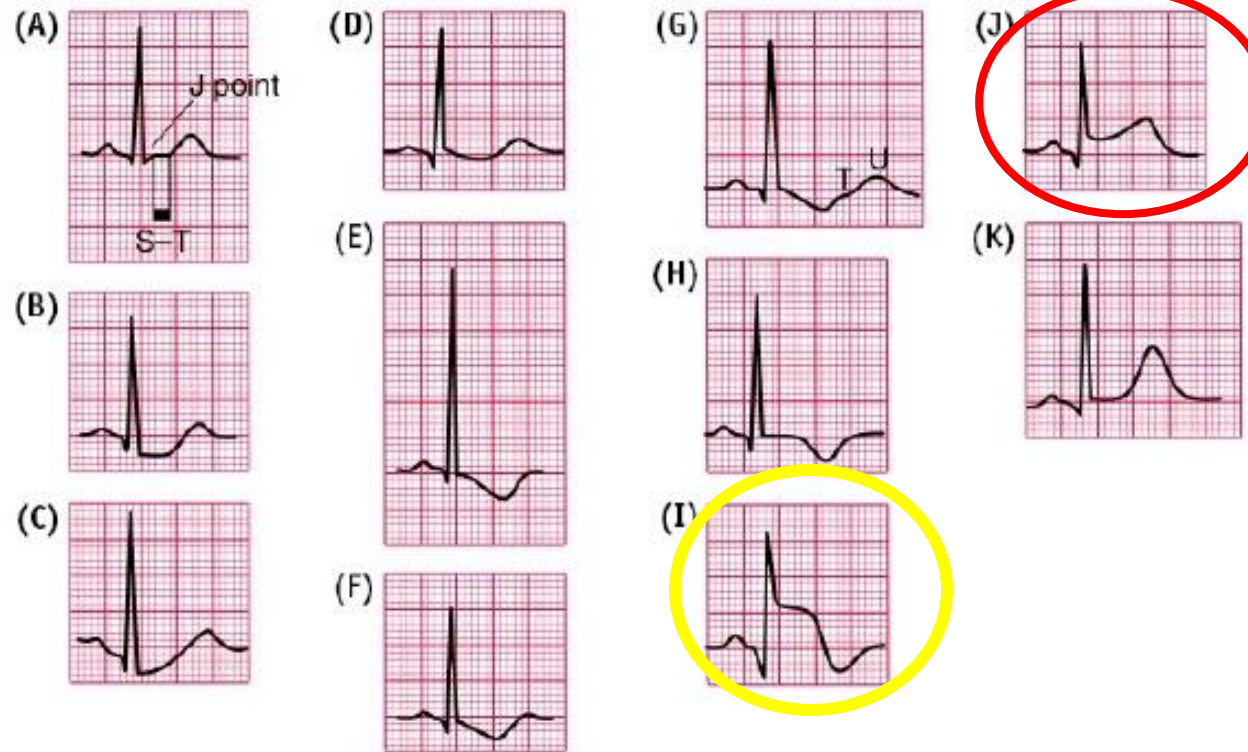 (A)
J point
S–T
(B)
(C)
(D)
(E)
(F)
(G)
T
U
(H)
(I)
(J)
(K)